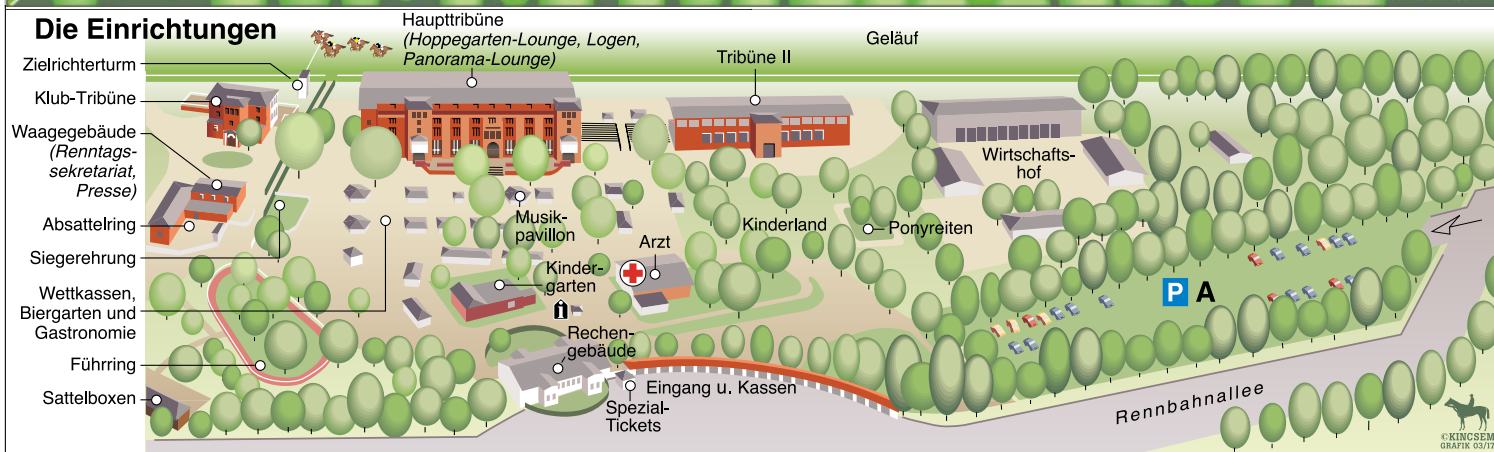 Die Einrichtungen
Haupttribüne
(Hoppegarten-Lounge, Logen,
Panorama-Lounge)
Geläuf
Tribüne II
Zielrichterturm
Klub-Tribüne
Waagegebäude
(Renntags-
sekretariat,
Presse)
Absattelring
Siegerehrung
Wettkassen,
Biergarten und
Gastronomie
Führring
Sattelboxen
Musik-
pavillon
Kinder-
garten
Arzt
Kinderland
Ponyreiten
Wirtschafts-
hof
i
Rechen-
gebäude
Eingang u. Kassen
Spezial-
Tickets
P A
Rennbahnallee
©KINCSEM
GRAFIK 03/17